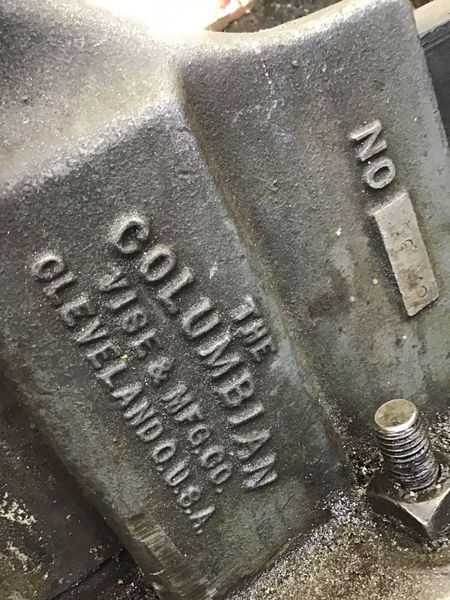 THE
COLUMBIAN
VISE & MFG. CO.
CLEVELAND O. U.S.A.
NO